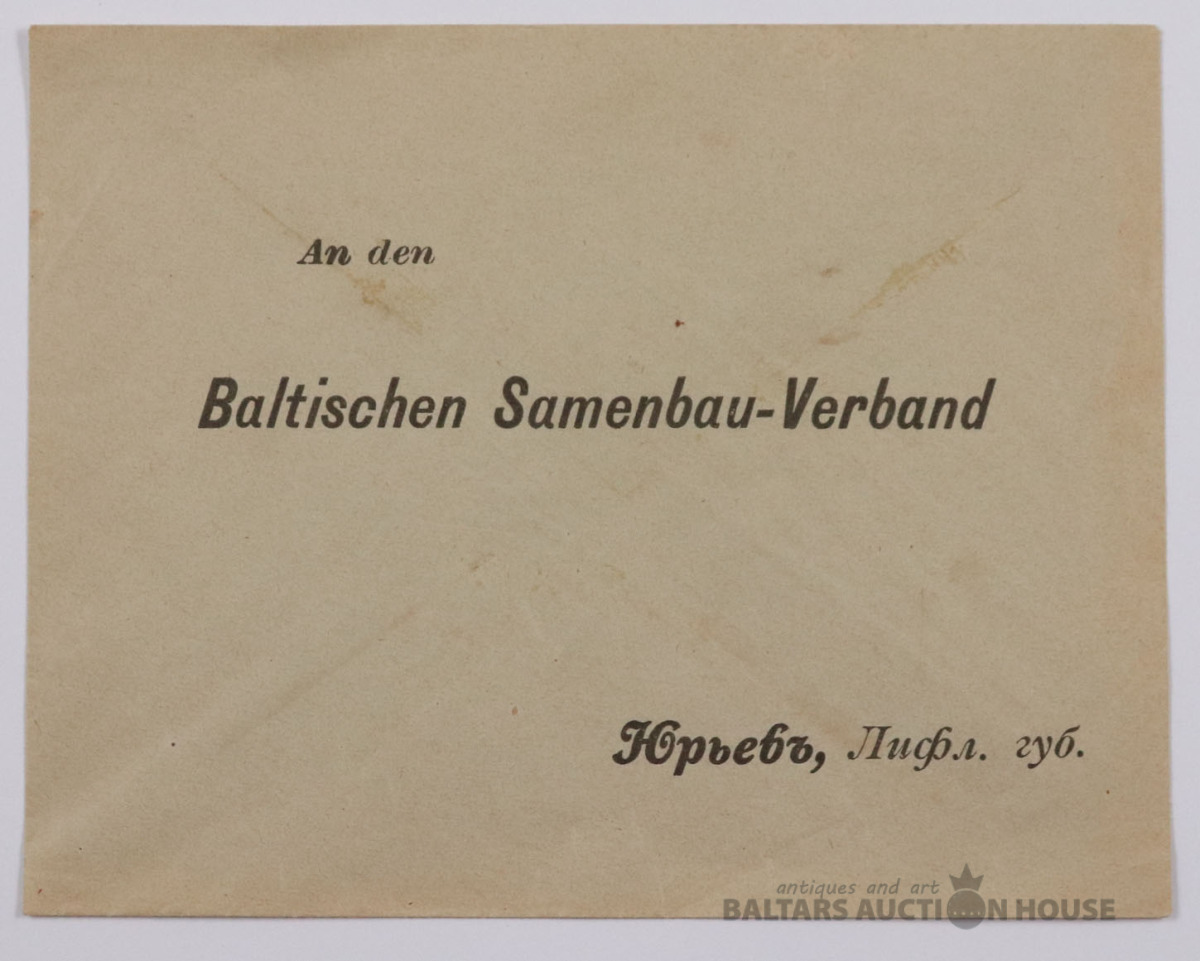 An den
Baltischen Samenbau-Verband
Юрьевъ, Лифл. губ.
antiques and art
BALTARS AUCTION HOUSE